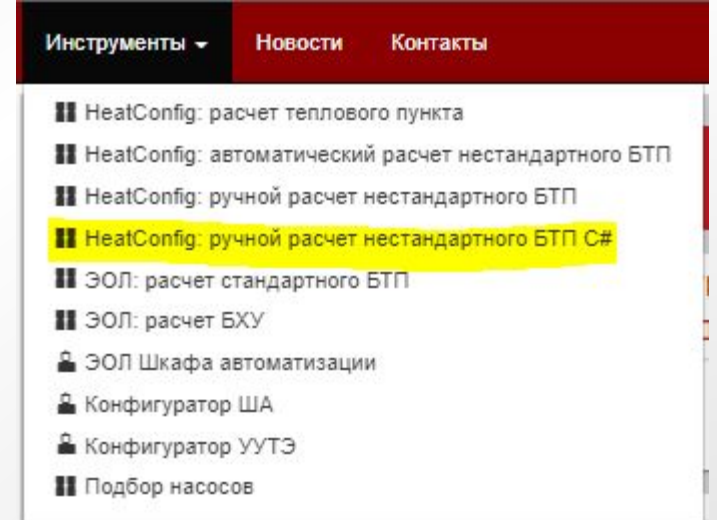 Инструменты Новости Контакты
HeatConfig: расчет теплового пункта
HeatConfig: автоматический расчет нестандартного БТП
HeatConfig: ручной расчет нестандартного БТП
HeatConfig: ручной расчет нестандартного БТП C#
ЭОЛ: расчет стандартного БТП
ЭОЛ: расчет БХУ
ЭОЛ Шкафа автоматизации
Конфигуратор ША
Конфигуратор УУТЭ
Подбор насосов